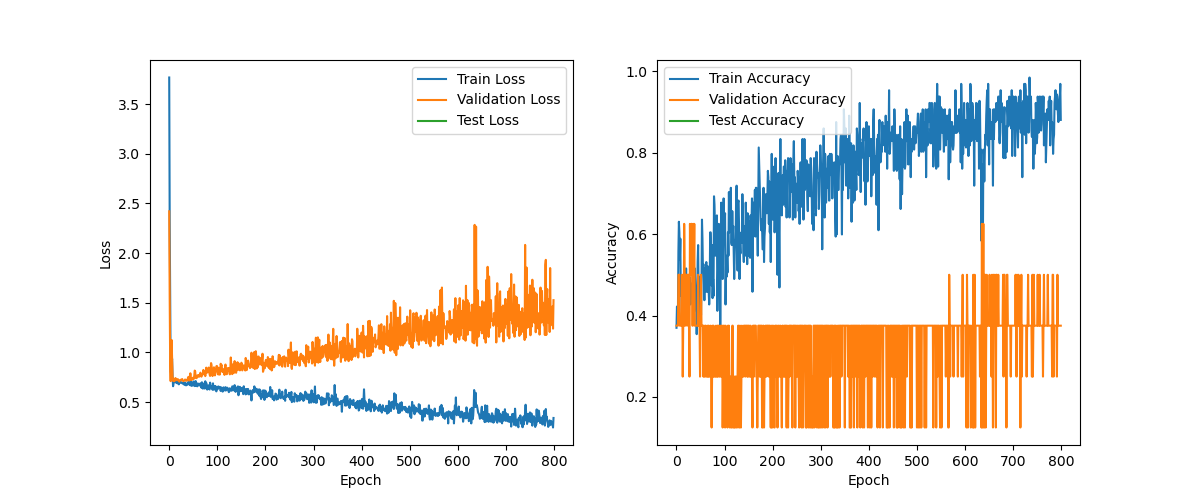 3.5
3.0
2.5
2.0
1.5
1.0
0.5
Loss
0 100 200 300 400 500 600 700 800
Epoch
Train Loss
Validation Loss
Test Loss
1.0
0.8
0.6
0.4
0.2
Accuracy
0 100 200 300 400 500 600 700 800
Epoch
Train Accuracy
Validation Accuracy
Test Accuracy